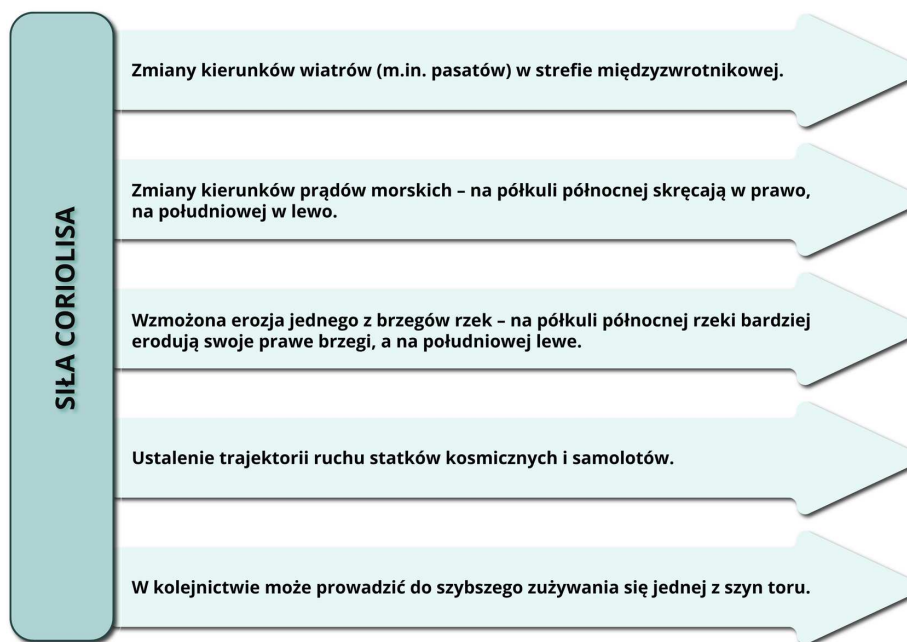 SIŁA CORIOLISA
Zmiany kierunków wiatrów (m.in. pasatów) w strefie międzyzwrotnikowej.
Zmiany kierunków prądów morskich – na półkuli północnej skręcają w prawo,
na południowej w lewo.
Wzmożona erozja jednego z brzegów rzek – na półkuli północnej rzeki bardziej
erodują swoje prawe brzegi, a na południowej lewe.
Ustalenie trajektorii ruchu statków kosmicznych i samolotów.
W kolejnictwie może prowadzić do szybszego zużywania się jednej z szyn toru.